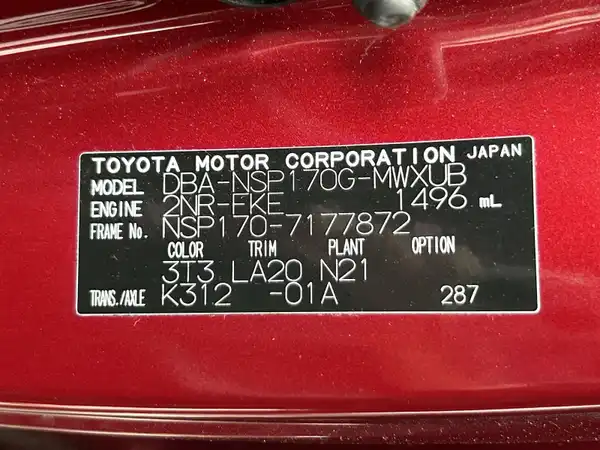 TOYOTA MOTOR CORPORATION JAPAN
MODEL DBA-NSP170G-MWXUB
ENGINE 2NR-FKE 1496 mL
FRAME No. NSP170-7177872
COLOR TRIM PLANT OPTION
3T3 LA20 N21
TRANS./AXLE K312 -01A 287